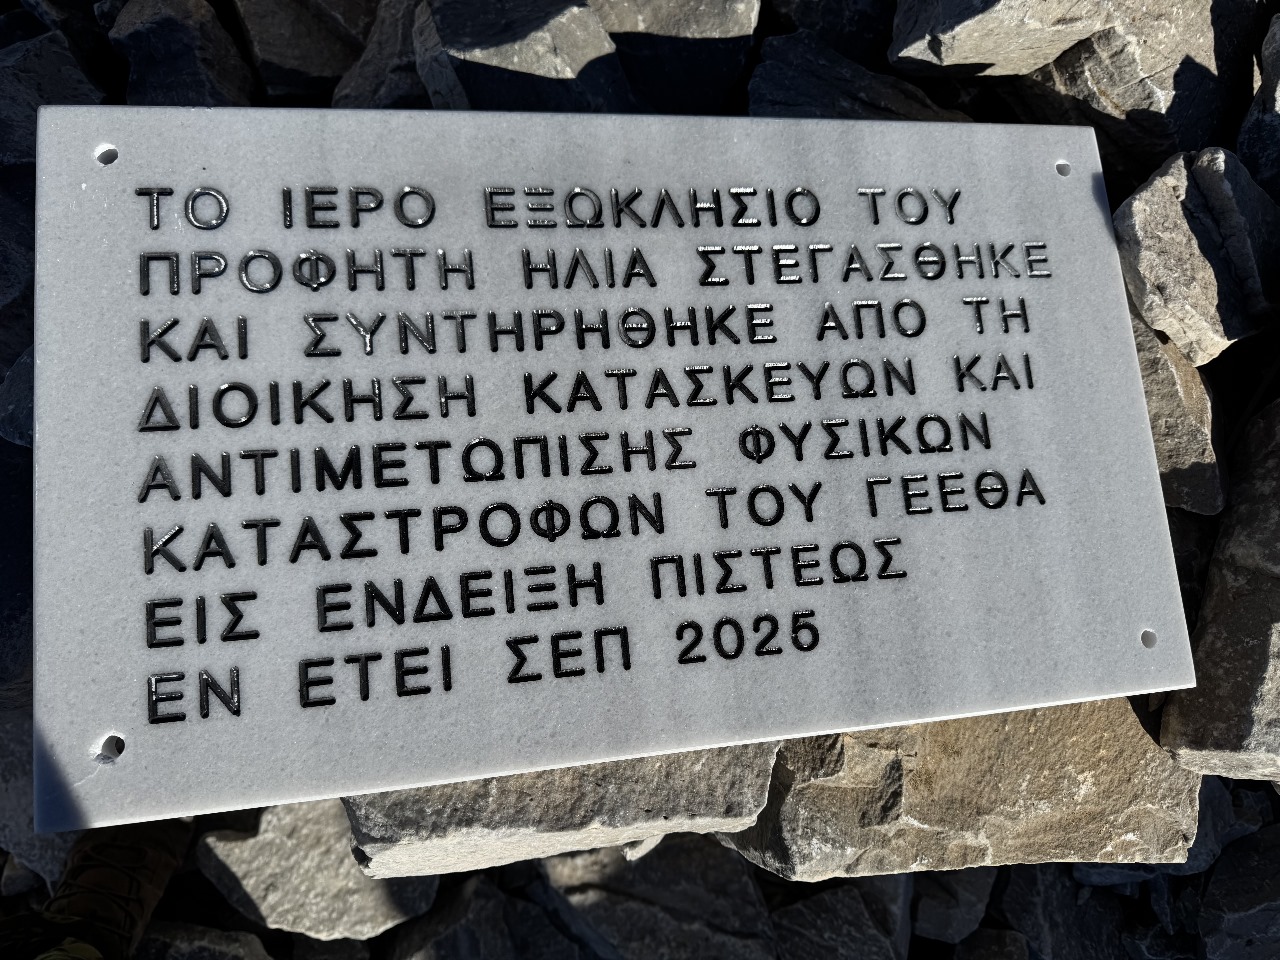 ΤΟ ΙΕΡΟ ΕΞΩΚΛΗΣΙΟ ΤΟΥ
ΠΡΟΦΗΤΗ ΗΛΙΑ ΣΤΕΓΑΣΘΗΚΕ
ΚΑΙ ΣΥΝΤΗΡΗΘΗΚΕ ΑΠΟ ΤΗ
ΔΙΟΙΚΗΣΗ ΚΑΤΑΣΚΕΥΩΝ ΚΑΙ
ΑΝΤΙΜΕΤΩΠΙΣΗΣ ΦΥΣΙΚΩΝ
ΚΑΤΑΣΤΡΟΦΩΝ ΤΟΥ ΓΕΕΘΑ
ΕΙΣ ΕΝΔΕΙΞΗ ΠΙΣΤΕΩΣ
ΕΝ ΕΤΕΙ ΣΕΠ 2025